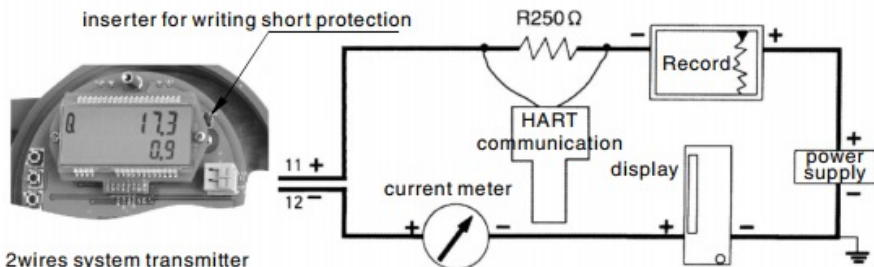 inserter for writing short protection
R250Ω
Q 17.3
0.9
- +
Record
HART
communication
11 +
12 -
current meter
display
+
power
supply
-
+ - + -
2wires system transmitter